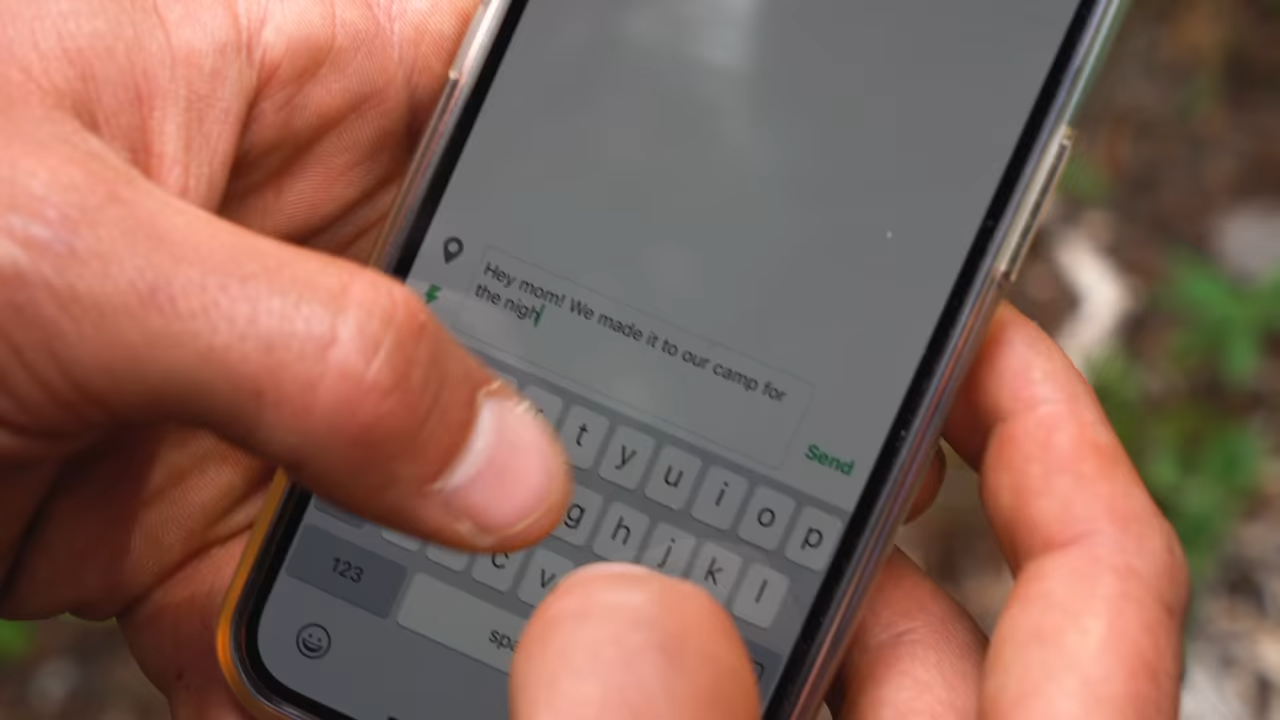 Hey mom! We made it to our camp for
the nigh
Send
t y u i o p
g h j k l
c v
123